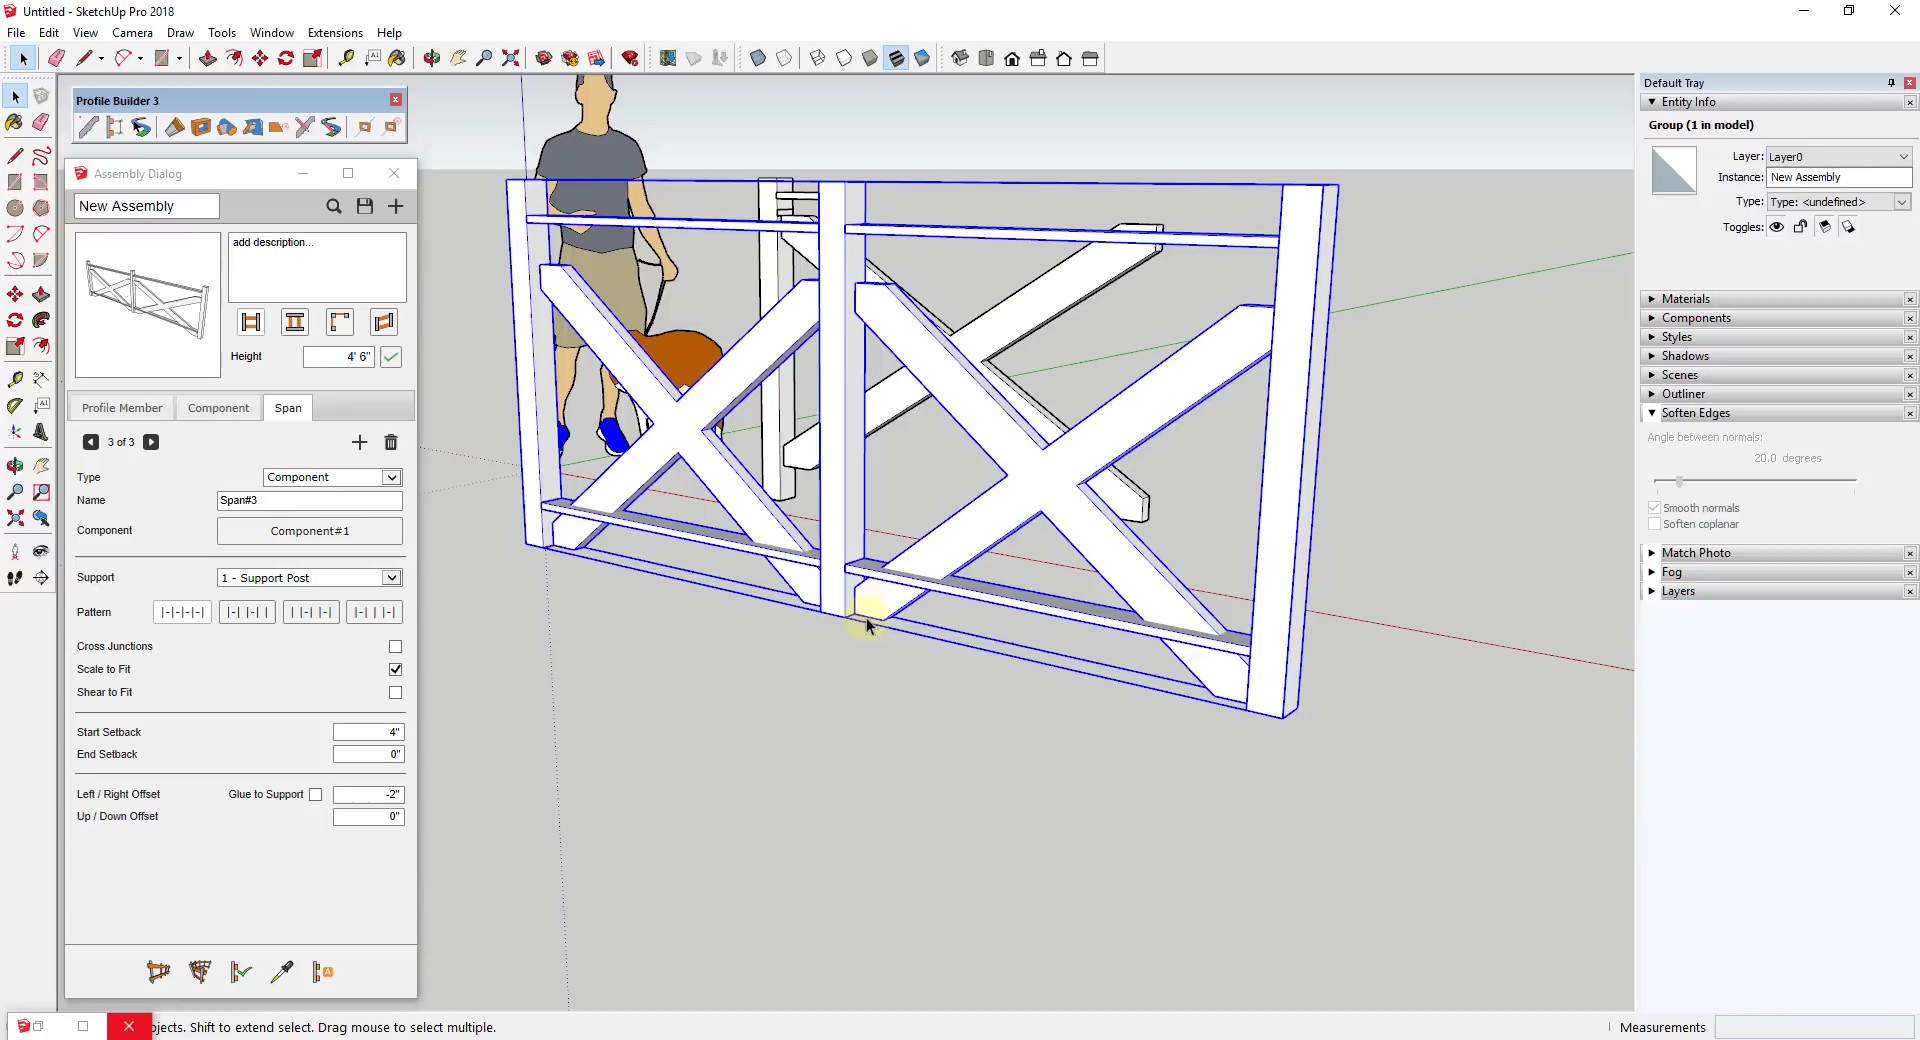 Untitled - SketchUp Pro 2018
File Edit View Camera Draw Tools Window Extensions Help
Profile Builder 3
Assembly Dialog
New Assembly
add description...
Height 4' 6"
Profile Member Component Span
3 of 3
Type Component
Name Span#3
Component Component#1
Support 1 - Support Post
Pattern |-|-|-|-| |-| |-| | | |-| |-| |-| | |-|
Cross Junctions
Scale to Fit
Shear to Fit
Start Setback 4"
End Setback 0"
Left / Right Offset Glue to Support -2"
Up / Down Offset 0"
Default Tray
Entity Info
Group (1 in model)
Layer: Layer0
Instance: New Assembly
Type: Type: <undefined>
Toggles:
Materials
Components
Styles
Shadows
Scenes
Outliner
Soften Edges
Angle between normals:
20.0 degrees
Smooth normals
Soften coplanar
Match Photo
Fog
Layers
ojects. Shift to extend select. Drag mouse to select multiple.
Measurements